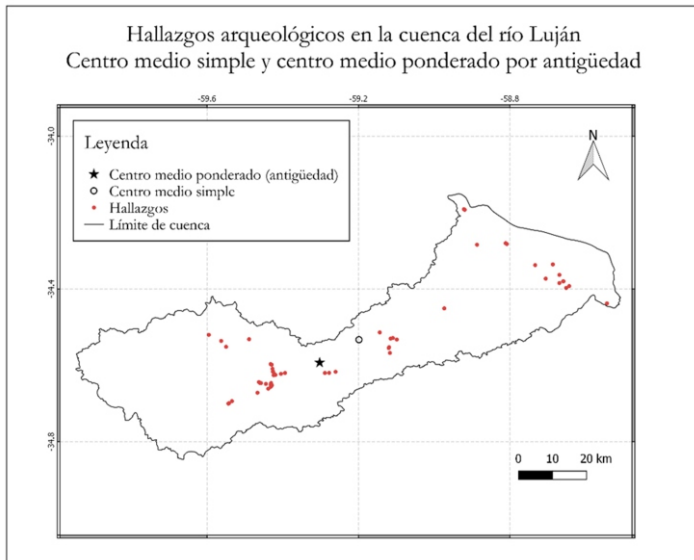 Hallazgos arqueológicos en la cuenca del río Luján
Centro medio simple y centro medio ponderado por antigüedad
-59.6 -59.2 -58.8
Leyenda
Centro medio ponderado (antigüedad)
Centro medio simple
Hallazgos
Límite de cuenca
N
-34.0
-34.4
-34.8
0 10 20 km